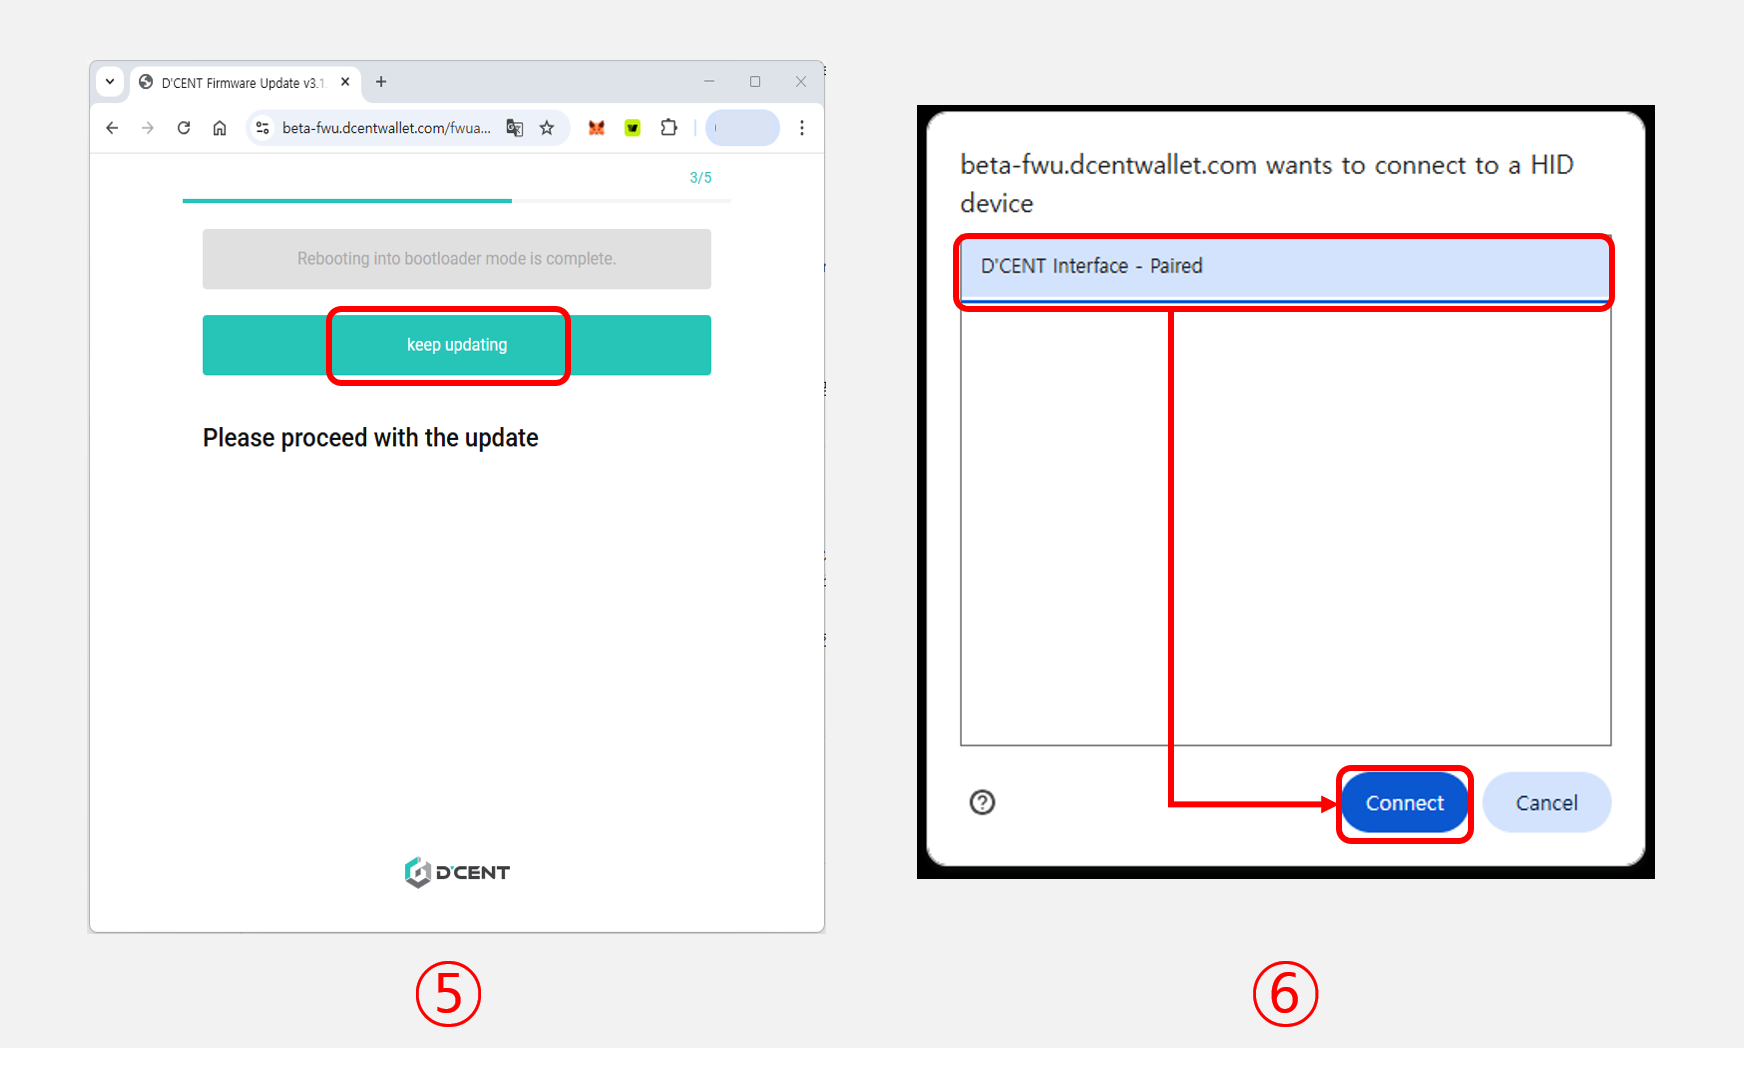 D'CENT Firmware Update v3.1
beta-fwu.dcentwallet.com/fwua...
3/5
Rebooting into bootloader mode is complete.
keep updating
Please proceed with the update
D'CENT
⑤
beta-fwu.dcentwallet.com wants to connect to a HID
device
D'CENT Interface - Paired
Connect
Cancel
⑥